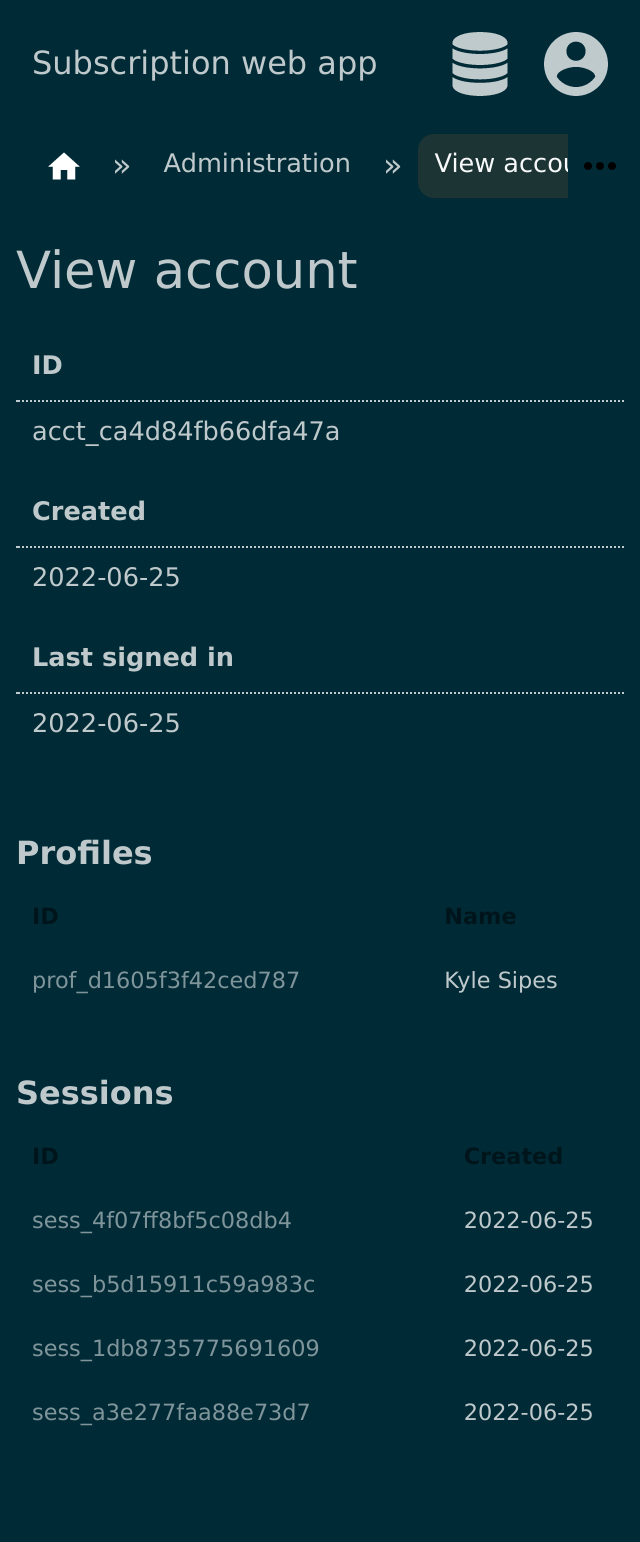 Subscription web app
» Administration » View accou
View account
ID
acct_ca4d84fb66dfa47a
Created
2022-06-25
Last signed in
2022-06-25
Profiles
ID Name
prof_d1605f3f42ced787 Kyle Sipes
Sessions
ID Created
sess_4f07ff8bf5c08db4 2022-06-25
sess_b5d15911c59a983c 2022-06-25
sess_1db8735775691609 2022-06-25
sess_a3e277faa88e73d7 2022-06-25